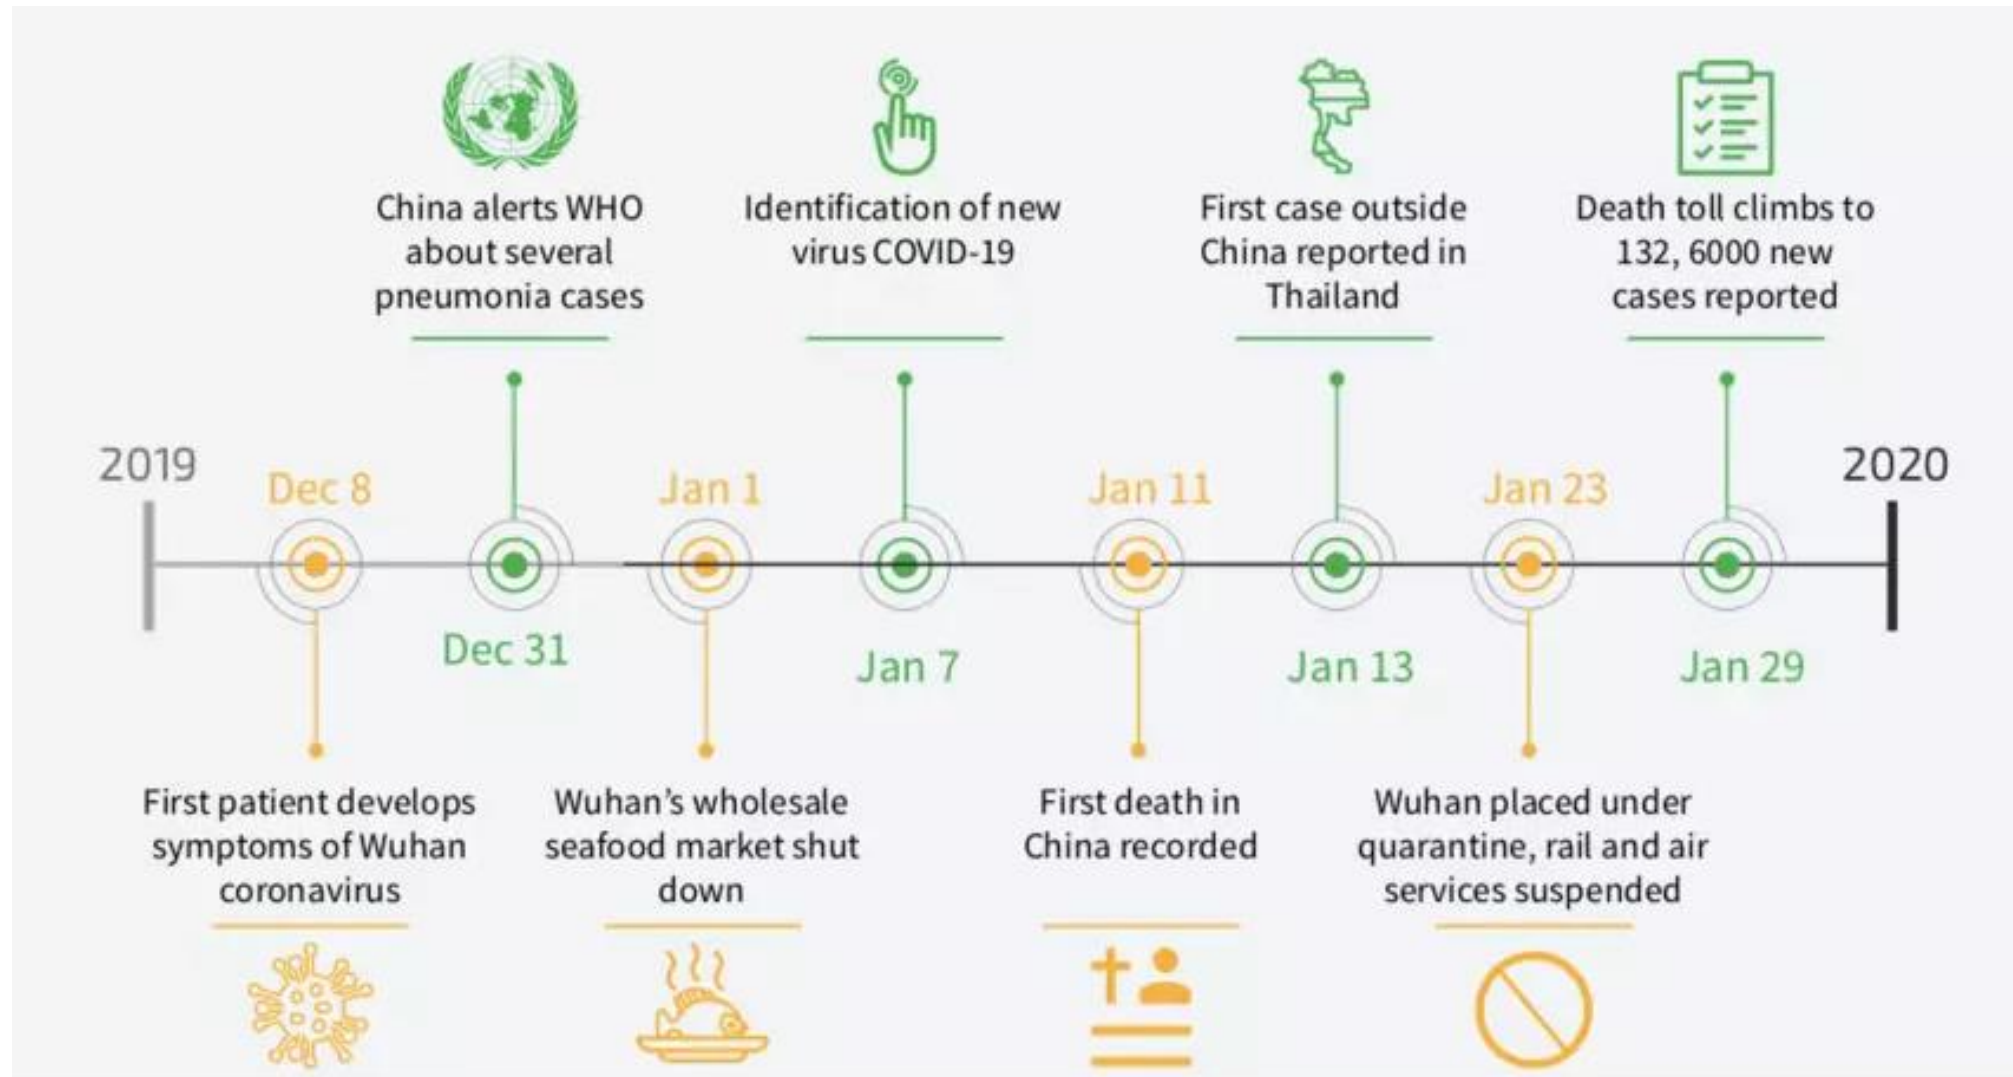 China alerts WHO
about several
pneumonia cases
Identification of new
virus COVID-19
First case outside
China reported in
Thailand
Death toll climbs to
132, 6000 new
cases reported
2019
Dec 8
Jan 1
Jan 11
Jan 23
2020
Dec 31
Jan 7
Jan 13
Jan 29
First patient develops
symptoms of Wuhan
coronavirus
Wuhan's wholesale
seafood market shut
down
First death in
China recorded
Wuhan placed under
quarantine, rail and air
services suspended